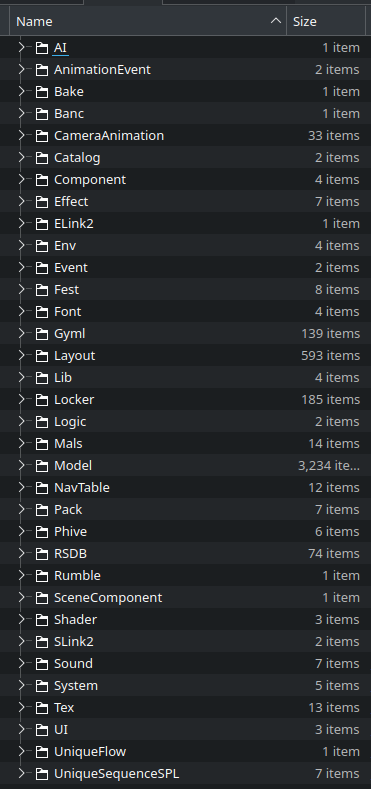 Name Size
AI 1 item
AnimationEvent 2 items
Bake 1 item
Banc 1 item
CameraAnimation 33 items
Catalog 2 items
Component 4 items
Effect 7 items
ELink2 1 item
Env 4 items
Event 2 items
Fest 8 items
Font 4 items
Gyml 139 items
Layout 593 items
Lib 4 items
Locker 185 items
Logic 2 items
Mals 14 items
Model 3,234 ite...
NavTable 12 items
Pack 7 items
Phive 6 items
RSDB 74 items
Rumble 1 item
SceneComponent 1 item
Shader 3 items
SLink2 2 items
Sound 7 items
System 5 items
Tex 13 items
UI 3 items
UniqueFlow 1 item
UniqueSequenceSPL 7 items